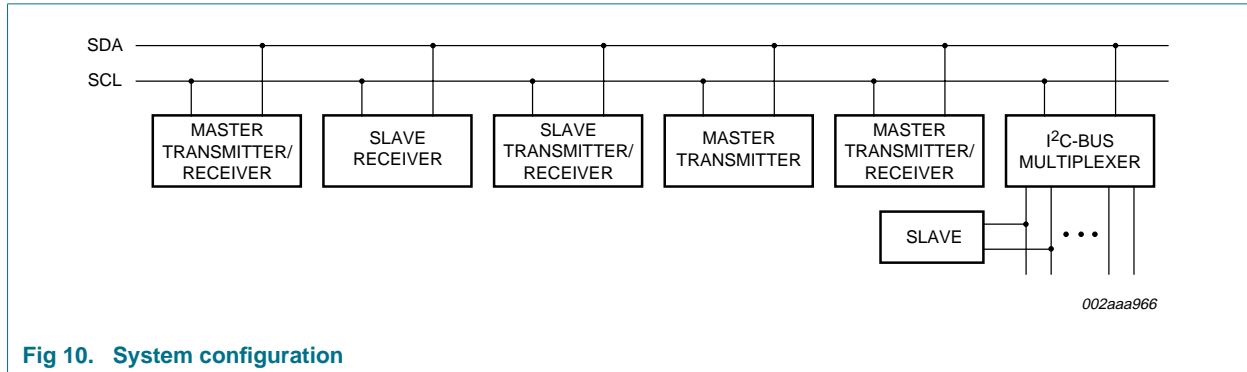 SDA
SCL
MASTER
TRANSMITTER/
RECEIVER
SLAVE
RECEIVER
SLAVE
TRANSMITTER/
RECEIVER
MASTER
TRANSMITTER
MASTER
TRANSMITTER/
RECEIVER
I²C-BUS
MULTIPLEXER
SLAVE
002aaa966
Fig 10. System configuration